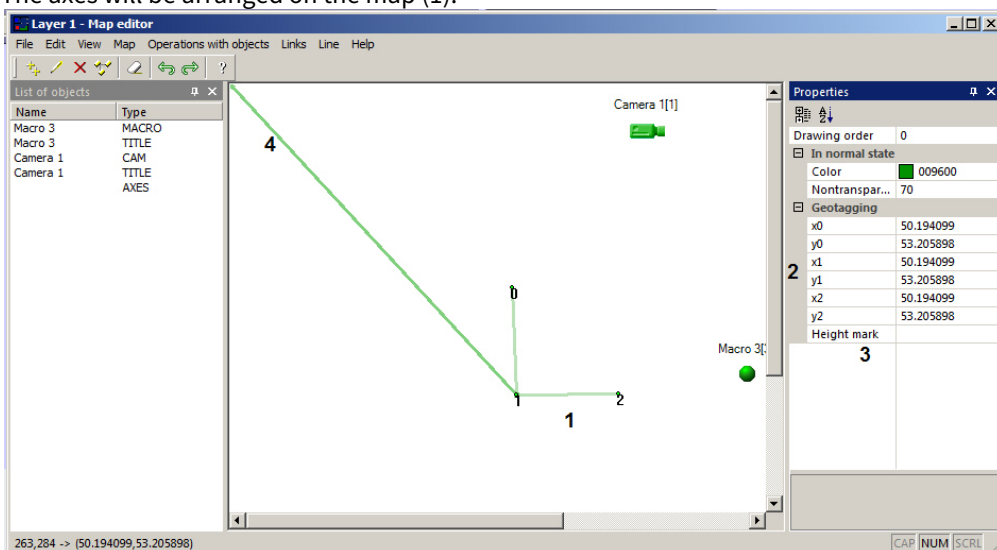 The axes will be arranged on the map (1).
Layer 1 - Map editor
File Edit View Map Operations with objects Links Line Help
?
List of objects
Name Type
Macro 3 MACRO
Macro 3 TITLE
Camera 1 CAM
Camera 1 TITLE
AXES
4
Camera 1[1]
0
1
2
1
Macro 3[
Properties
Drawing order 0
In normal state
Color 009600
Nontranspar... 70
Geotagging
x0 50.194099
y0 53.205898
x1 50.194099
y1 53.205898
x2 50.194099
y2 53.205898
Height mark
2
3
263,284 -> (50.194099,53.205898)
CAP NUM SCRL